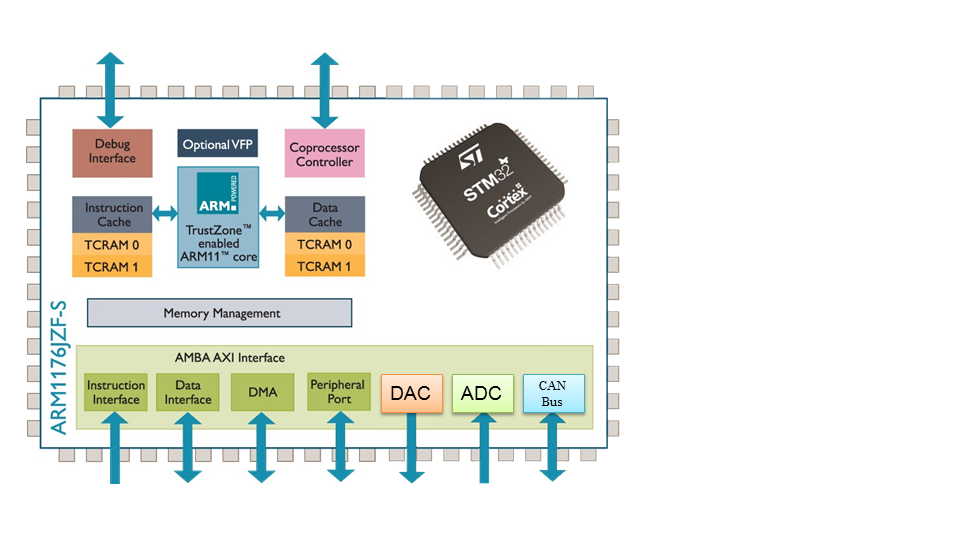 Debug
Interface
Optional VFP
Coprocessor
Controller
Instruction
Cache
TCRAM 0
TCRAM 1
ARM
POWERED
TrustZone™
enabled
ARM11™ core
Data
Cache
TCRAM 0
TCRAM 1
ST
STM32
Cortex
Memory Management
ARM1176JZF-S
AMBA AXI Interface
Instruction
Interface
Data
Interface
DMA
Peripheral
Port
DAC
ADC
CAN
Bus